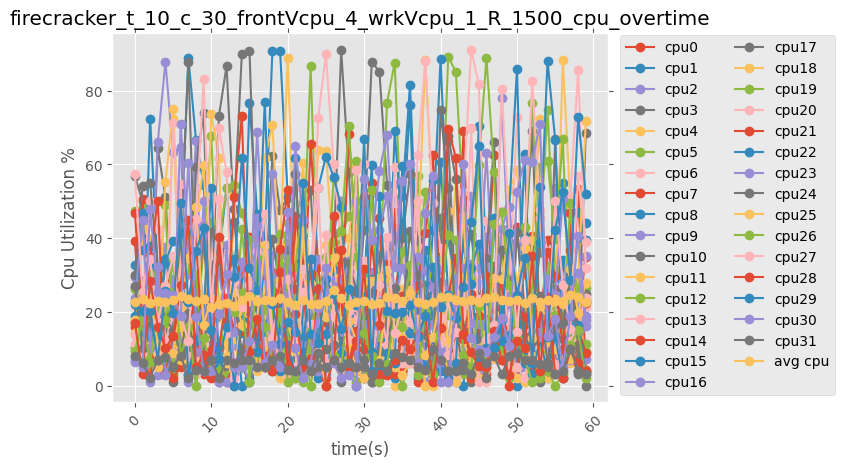 firecracker_t_10_c_30_frontVcpu_4_wrkVcpu_1_R_1500_cpu_overtime
Cpu Utilization %
80
60
40
20
0
0
10
20
30
40
50
60
time(s)
cpu0
cpu1
cpu2
cpu3
cpu4
cpu5
cpu6
cpu7
cpu8
cpu9
cpu10
cpu11
cpu12
cpu13
cpu14
cpu15
cpu16
cpu17
cpu18
cpu19
cpu20
cpu21
cpu22
cpu23
cpu24
cpu25
cpu26
cpu27
cpu28
cpu29
cpu30
cpu31
avg cpu